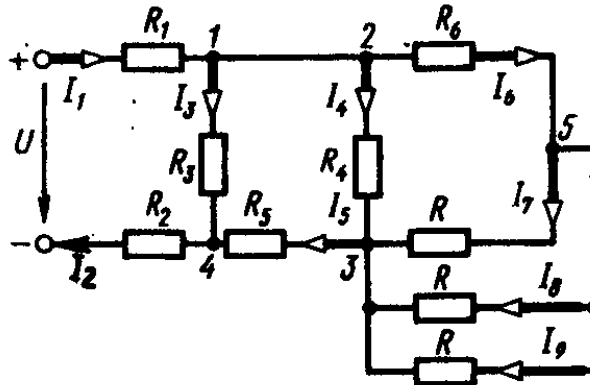 R₁ 1 2 R₆
+ I₁ I₃ I₄ I₆
U 5
R₃ R₄
R₂ R₅ I₅ R I₇
− I₂ 4 3
R I₈
R I₉